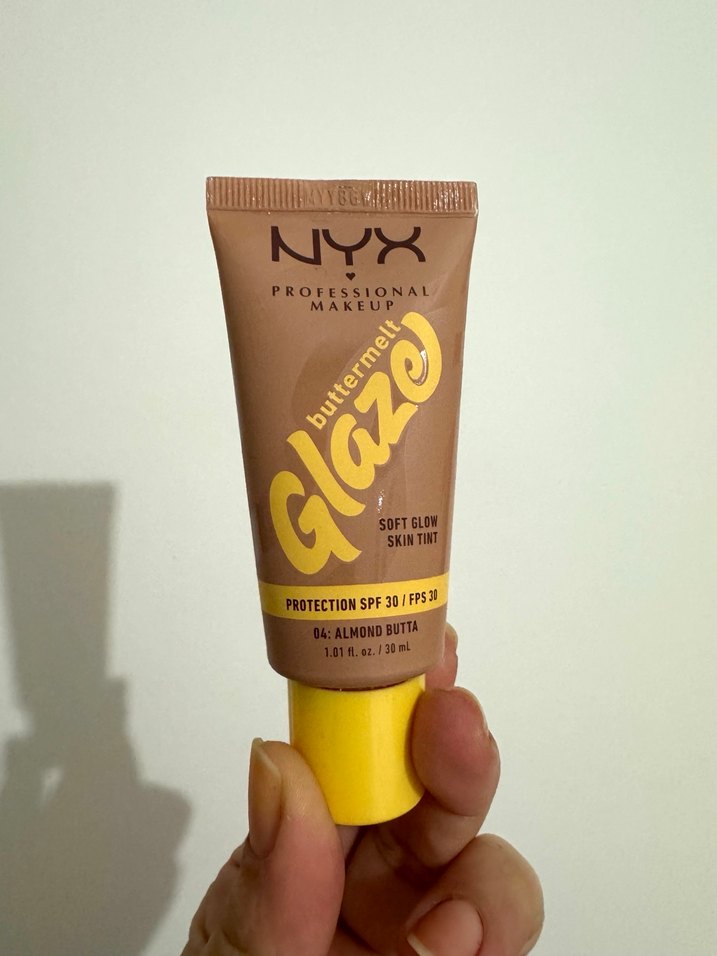 NYX
PROFESSIONAL
MAKEUP
buttermelt
Glaze
SOFT GLOW
SKIN TINT
PROTECTION SPF 30 / FPS 30
04: ALMOND BUTTA
1.01 fl. oz. / 30 mL